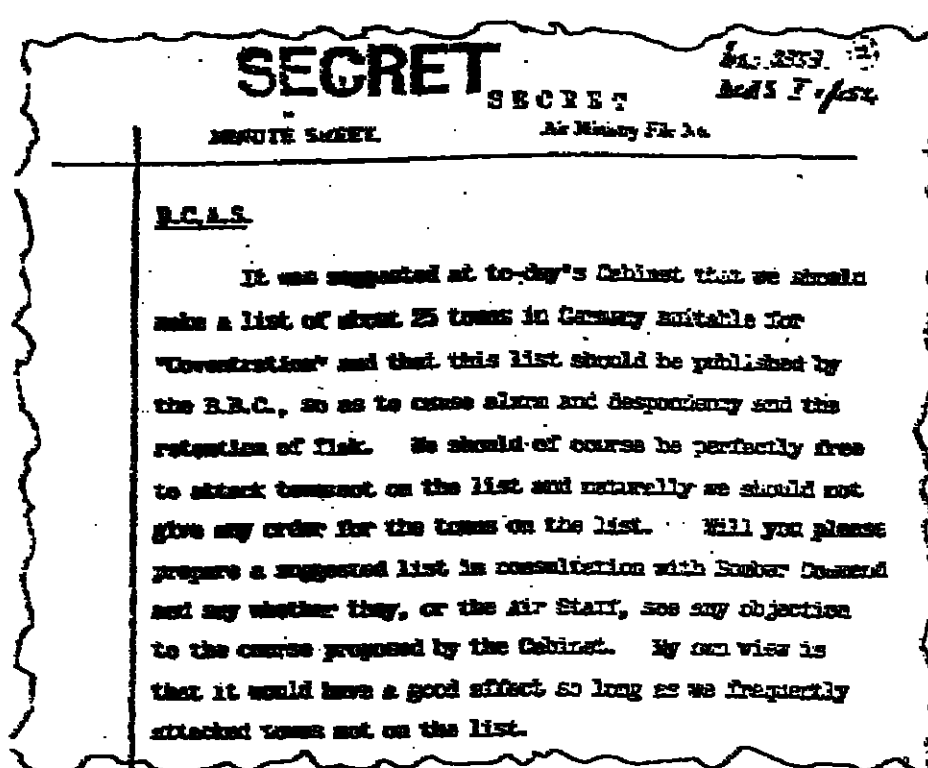 SECRET
SECRET
MINUTE SHEET.
Air Ministry File No.
D.C.A.S.
It was suggested at to-day's Cabinet that we should
make a list of about 25 towns in Germany suitable for
"Coventration" and that this list should be published by
the B.B.C., so as to cause alarm and despondency and the
retention of flak. We should of course be perfectly free
to attack towns not on the list and naturally we should not
give any order for the towns on the list. Will you please
prepare a suggested list in consultation with Bomber Command
and say whether they, or the Air Staff, see any objection
to the course proposed by the Cabinet. My own view is
that it would have a good effect so long as we frequently
attacked towns not on the list.